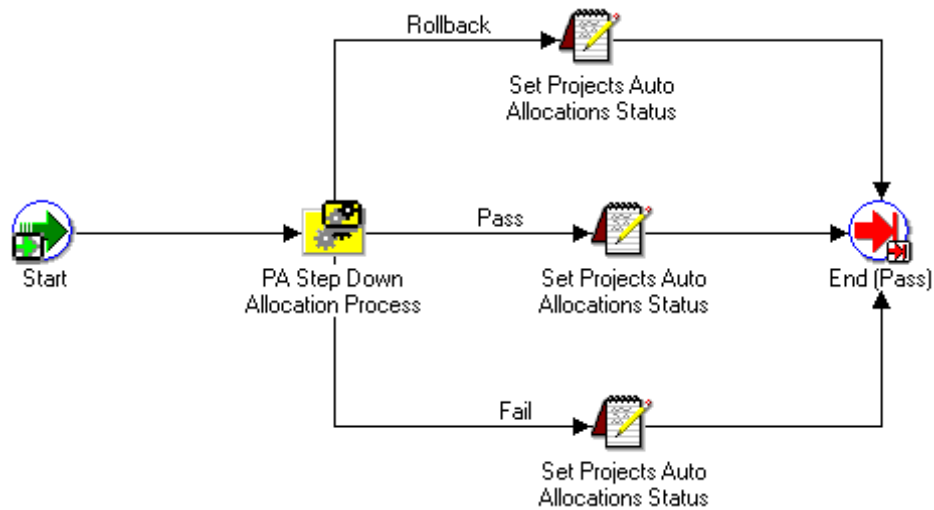 Rollback
Set Projects Auto
Allocations Status
Start
PA Step Down
Allocation Process
Pass
Set Projects Auto
Allocations Status
End (Pass)
Fail
Set Projects Auto
Allocations Status